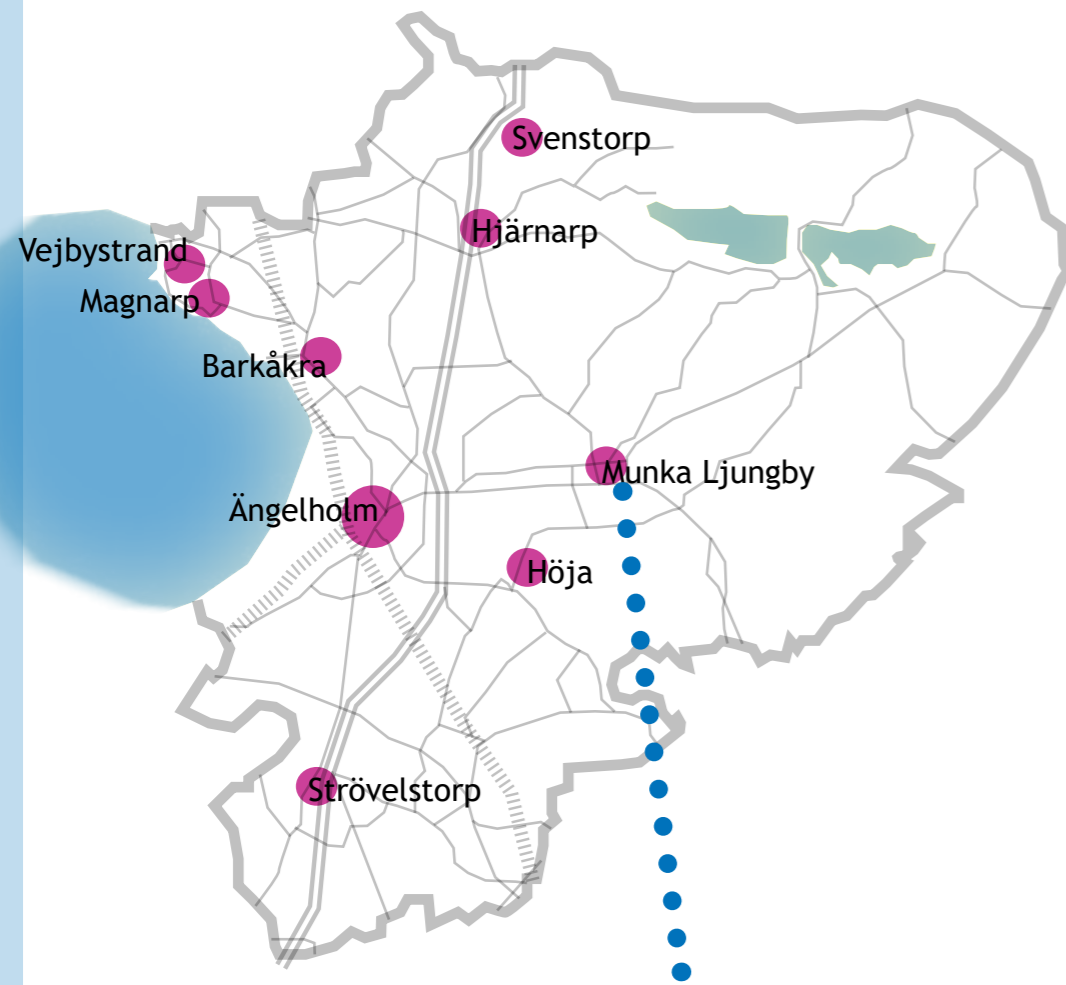 Svenstorp
Hjärnarp
Vejbystrand
Magnarp
Barkåkra
Munka Ljungby
Ängelholm
Höja
Strövelstorp